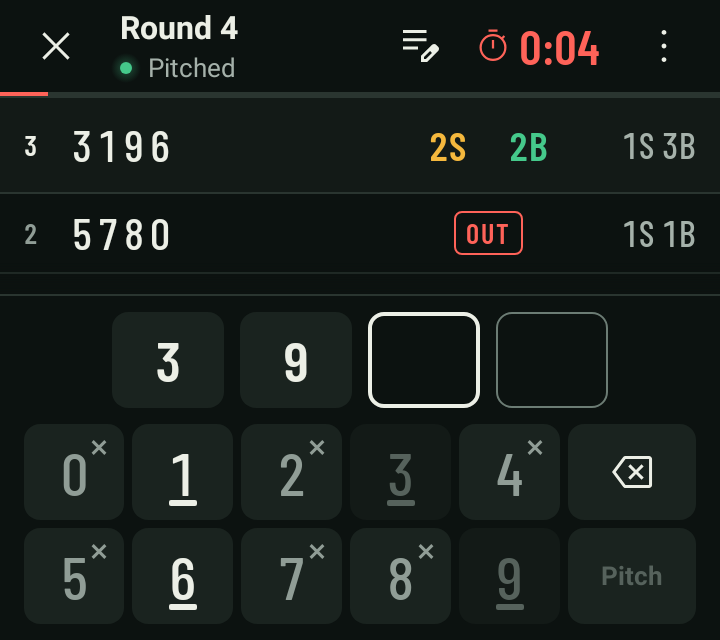 Round 4
Pitched
0:04
3 3196 2S 2B 1S 3B
2 5780 OUT 1S 1B
3 9
0 1 2 3 4
5 6 7 8 9 Pitch